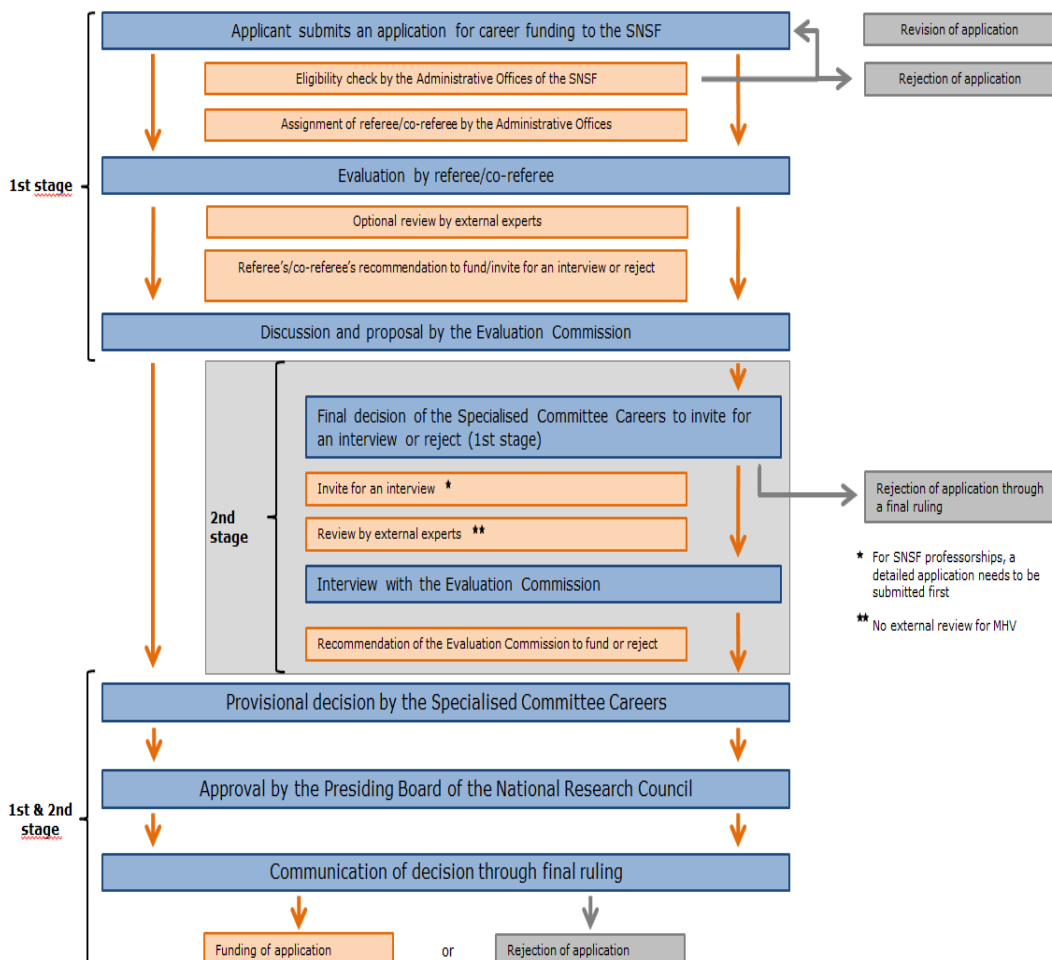 Applicant submits an application for career funding to the SNSF
Revision of application
Eligibility check by the Administrative Offices of the SNSF
Rejection of application
Assignment of referee/co-referee by the Administrative Offices
1st stage
Evaluation by referee/co-referee
Optional review by external experts
Referee's/co-referee's recommendation to fund/invite for an interview or reject
Discussion and proposal by the Evaluation Commission
2nd
stage
Final decision of the Specialised Committee Careers to invite for
an interview or reject (1st stage)
Invite for an interview *
Review by external experts **
Interview with the Evaluation Commission
Recommendation of the Evaluation Commission to fund or reject
Rejection of application through
a final ruling
* For SNSF professorships, a
detailed application needs to be
submitted first
** No external review for MHV
1st & 2nd
stage
Provisional decision by the Specialised Committee Careers
Approval by the Presiding Board of the National Research Council
Communication of decision through final ruling
Funding of application
or
Rejection of application